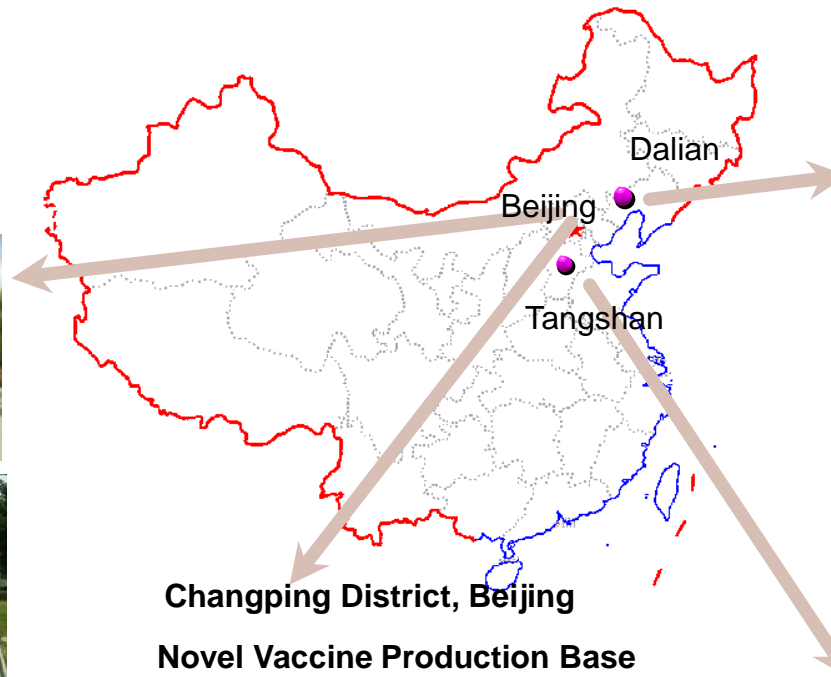 Dalian
Beijing
Tangshan
Changping District, Beijing
Novel Vaccine Production Base